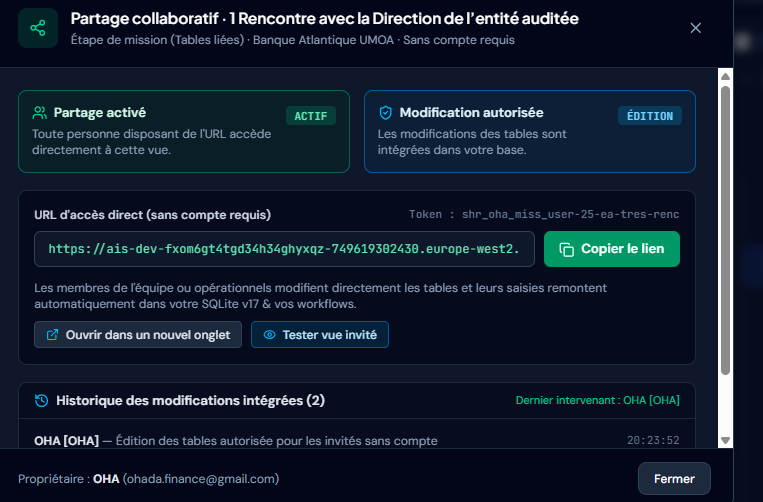 Partage collaboratif · 1 Rencontre avec la Direction de l'entité auditée
Étape de mission (Tables liées) · Banque Atlantique UMOA · Sans compte requis
Partage activé
ACTIF
Toute personne disposant de l'URL accède
directement à cette vue.
Modification autorisée
ÉDITION
Les modifications des tables sont
intégrées dans votre base.
URL d'accès direct (sans compte requis)
Token : shr_oha_miss_user-25-ea-tres-renc
https://ais-dev-fxom6gt4tgd34h34ghyxqz-749619302430.europe-west2.
Copier le lien
Les membres de l'équipe ou opérationnels modifient directement les tables et leurs saisies remontent
automatiquement dans votre SQLite v17 & vos workflows.
Ouvrir dans un nouvel onglet
Tester vue invité
Historique des modifications intégrées (2)
Dernier intervenant : OHA [OHA]
OHA [OHA] — Édition des tables autorisée pour les invités sans compte
20:23:52
Propriétaire : OHA (ohada.finance@gmail.com)
Fermer